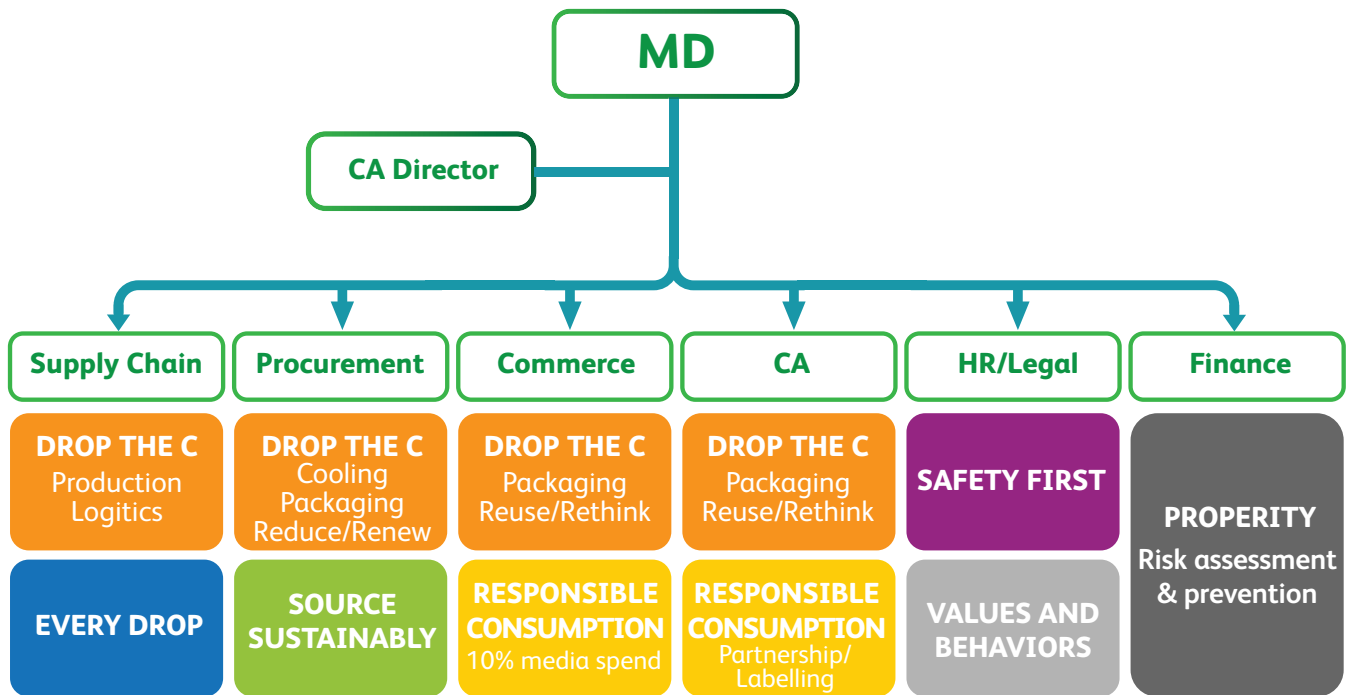 MD
CA Director
Supply Chain
Procurement
Commerce
CA
HR/Legal
Finance
DROP THE C
Production
Logitics
DROP THE C
Cooling
Packaging
Reduce/Renew
DROP THE C
Packaging
Reuse/Rethink
DROP THE C
Packaging
Reuse/Rethink
SAFETY FIRST
PROPERITY
Risk assessment
& prevention
EVERY DROP
SOURCE
SUSTAINABLY
RESPONSIBLE
CONSUMPTION
10% media spend
RESPONSIBLE
CONSUMPTION
Partnership/
Labelling
VALUES AND
BEHAVIORS